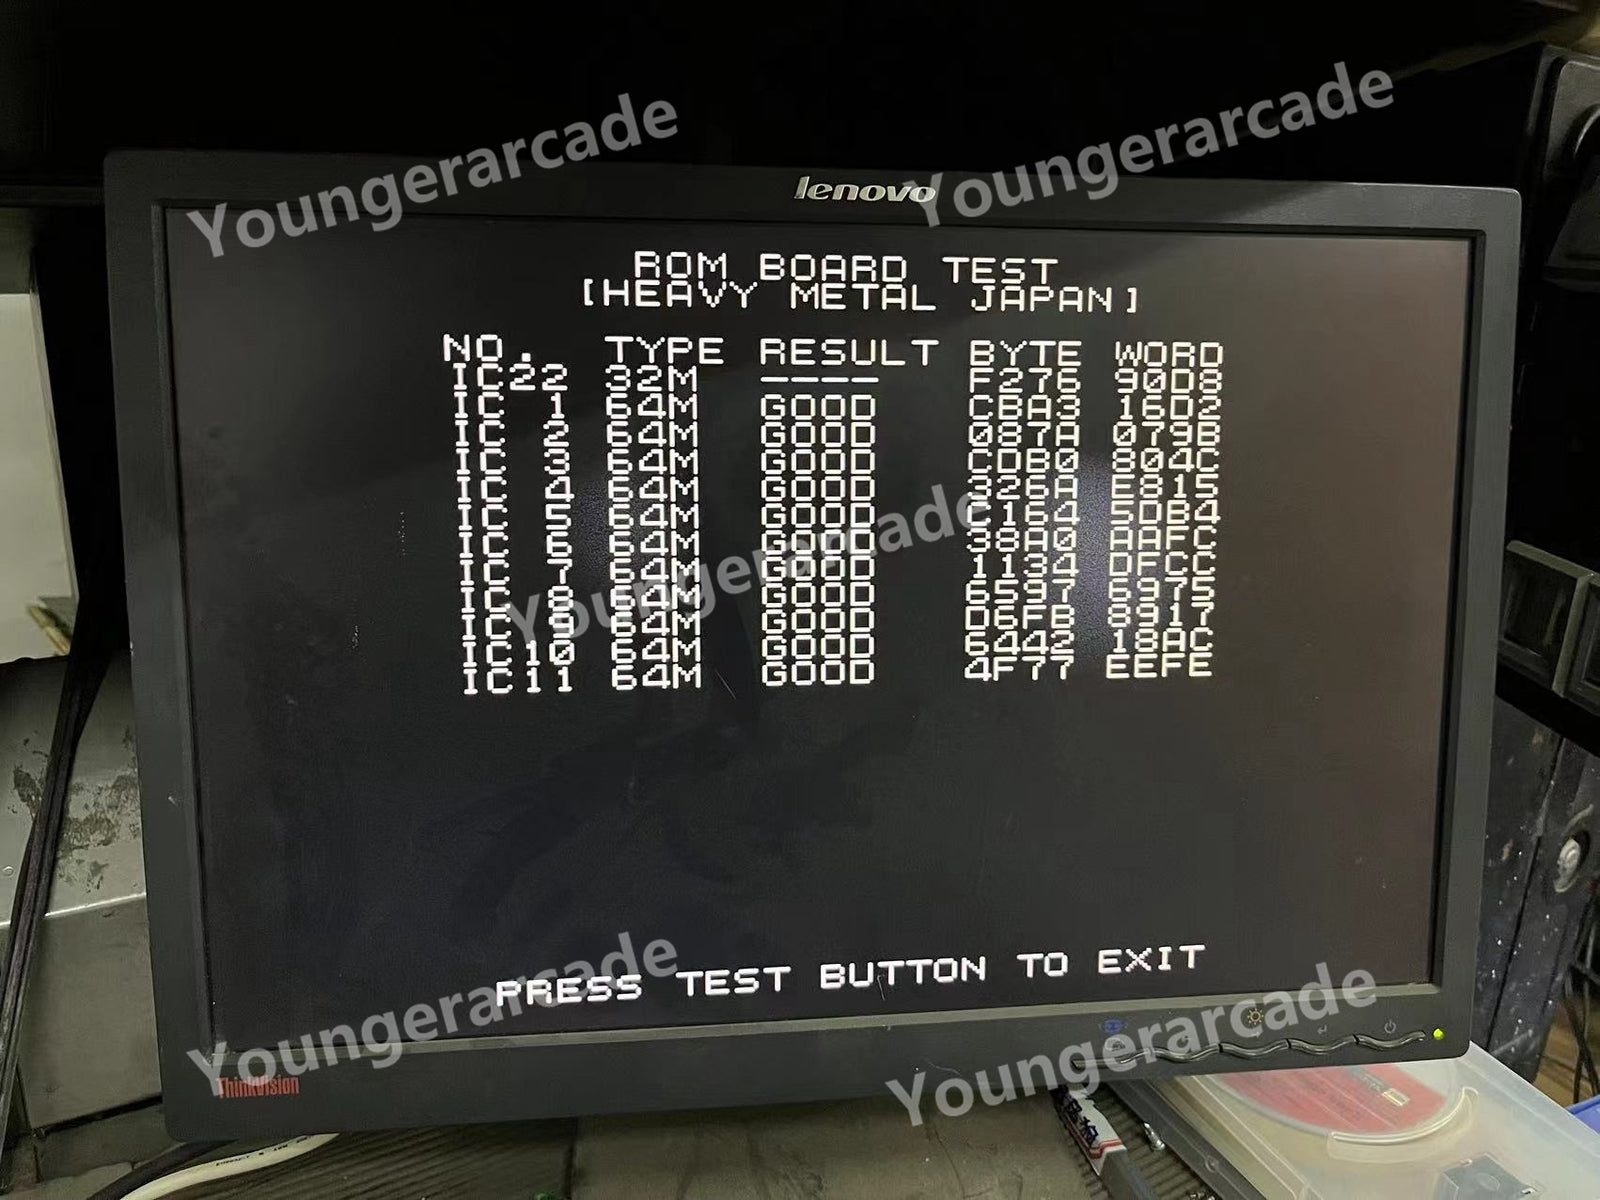 Youngerarcade
Youngerarcade
lenovo
ROM BOARD TEST
[HEAVY METAL JAPAN]
NO. TYPE RESULT BYTE WORD
IC22 32M ---- F276 90D8
IC 1 64M GOOD CBA3 16D2
IC 2 64M GOOD 087A 079B
IC 3 64M GOOD CDB0 804C
IC 4 64M GOOD 326A E815
IC 5 64M GOOD C164 5DB4
IC 6 64M GOOD 38A0 AAFC
IC 7 64M GOOD 1134 DFCC
IC 8 64M GOOD 6597 6975
IC 9 64M GOOD D6FB 8917
IC10 64M GOOD 6442 18AC
IC11 64M GOOD 4F77 EEFE
Youngerarcade
PRESS TEST BUTTON TO EXIT
Youngerarcade
Youngerarcade
ThinkVision